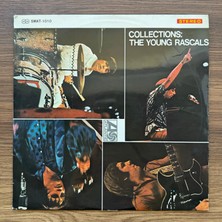 STEREO
COLLECTIONS:
THE YOUNG RASCALS